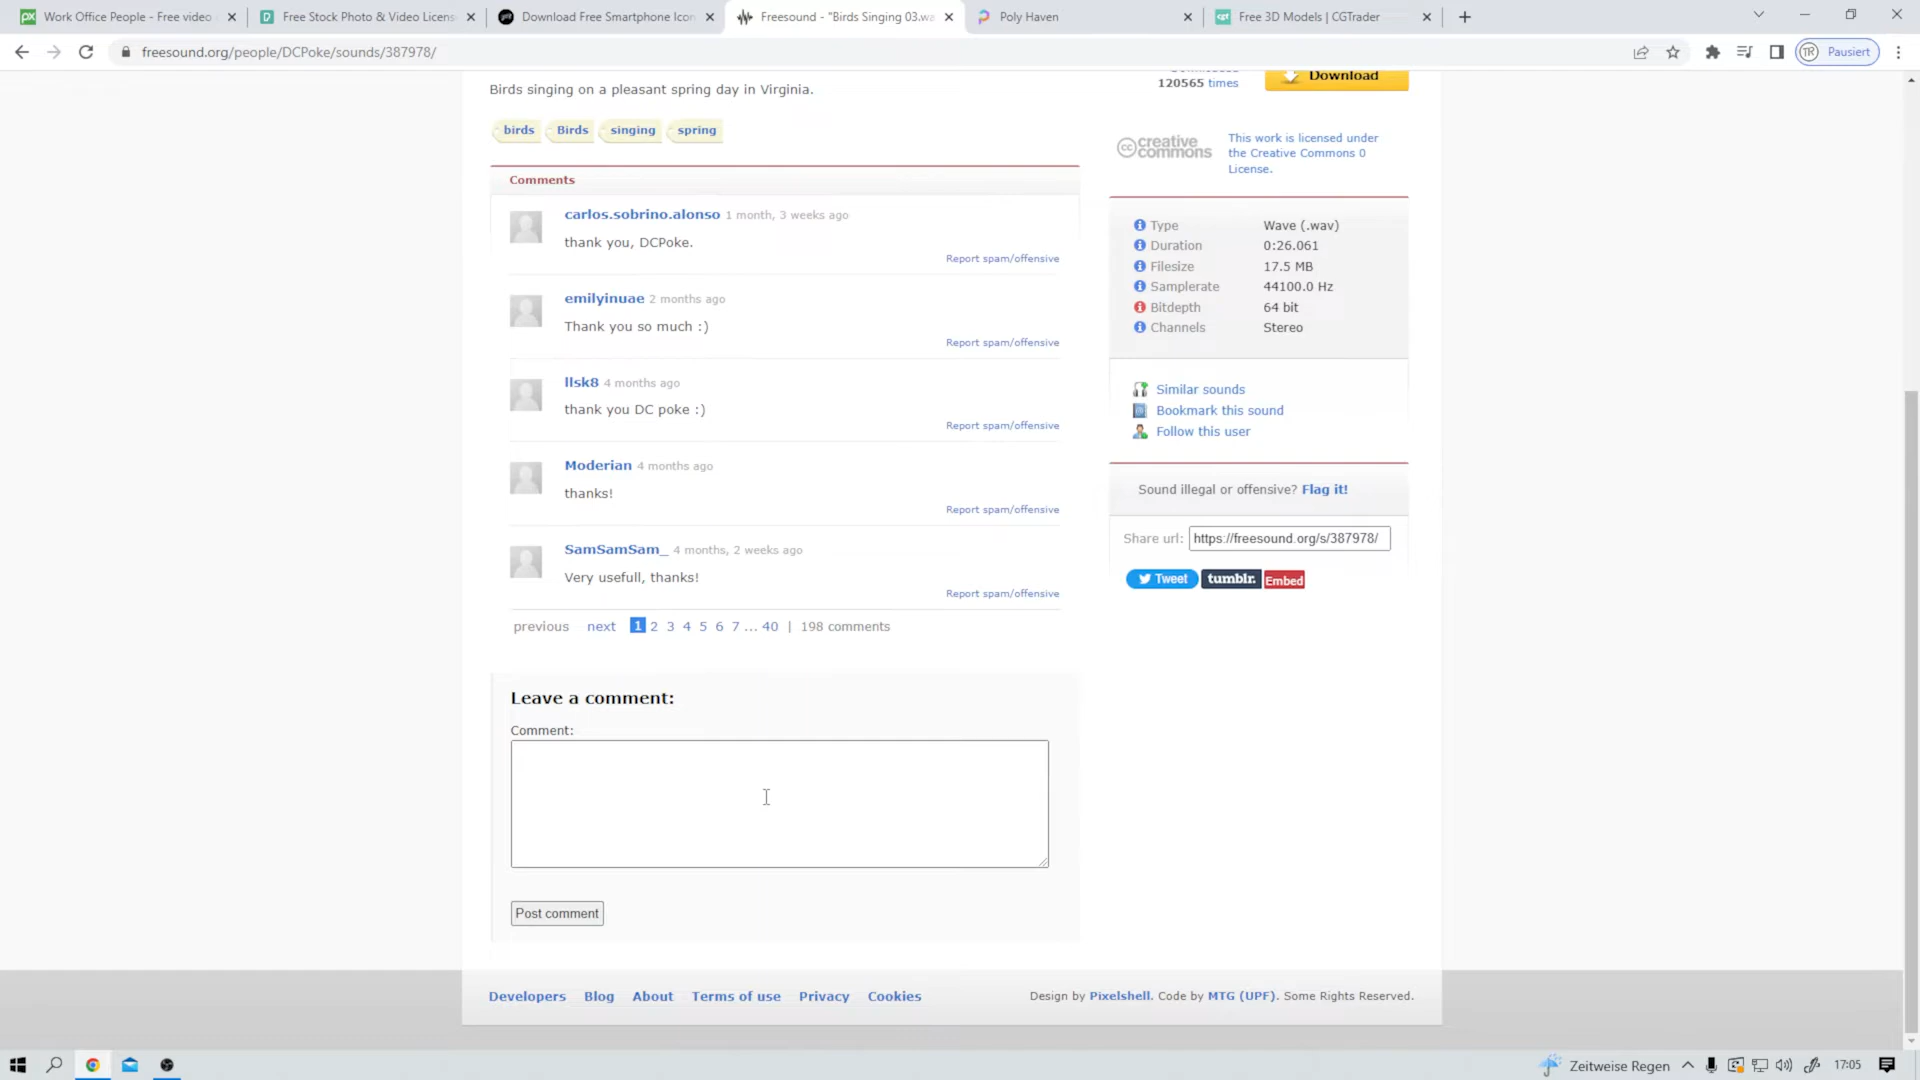 Work Office People - Free video
Free Stock Photo & Video Licens
Download Free Smartphone Icon
Freesound - "Birds Singing 03.wa
Poly Haven
Free 3D Models | CGTrader
freesound.org/people/DCPoke/sounds/387978/
Pausiert
Birds singing on a pleasant spring day in Virginia.
birds Birds singing spring
Comments
carlos.sobrino.alonso 1 month, 3 weeks ago
thank you, DCPoke.
Report spam/offensive
emilyinuae 2 months ago
Thank you so much :)
Report spam/offensive
llsk8 4 months ago
thank you DC poke :)
Report spam/offensive
Moderian 4 months ago
thanks!
Report spam/offensive
SamSamSam_ 4 months, 2 weeks ago
Very usefull, thanks!
Report spam/offensive
previous next 1 2 3 4 5 6 7 ... 40 | 198 comments
Leave a comment:
Comment:
Post comment
120565 times
Download
creative commons
This work is licensed under
the Creative Commons 0
License.
Type Wave (.wav)
Duration 0:26.061
Filesize 17.5 MB
Samplerate 44100.0 Hz
Bitdepth 64 bit
Channels Stereo
Similar sounds
Bookmark this sound
Follow this user
Sound illegal or offensive? Flag it!
Share url: https://freesound.org/s/387978/
Tweet tumblr. Embed
Developers Blog About Terms of use Privacy Cookies
Design by Pixelshell. Code by MTG (UPF). Some Rights Reserved.
Zeitweise Regen
17:05